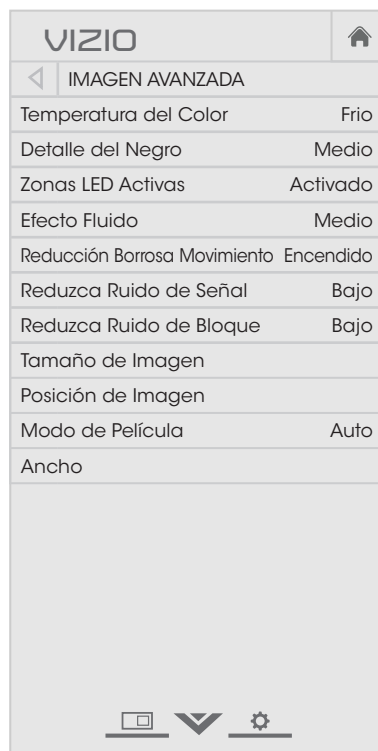 VIZIO
IMAGEN AVANZADA
Temperatura del Color Frio
Detalle del Negro Medio
Zonas LED Activas Activado
Efecto Fluido Medio
Reducción Borrosa Movimiento Encendido
Reduzca Ruido de Señal Bajo
Reduzca Ruido de Bloque Bajo
Tamaño de Imagen
Posición de Imagen
Modo de Película Auto
Ancho